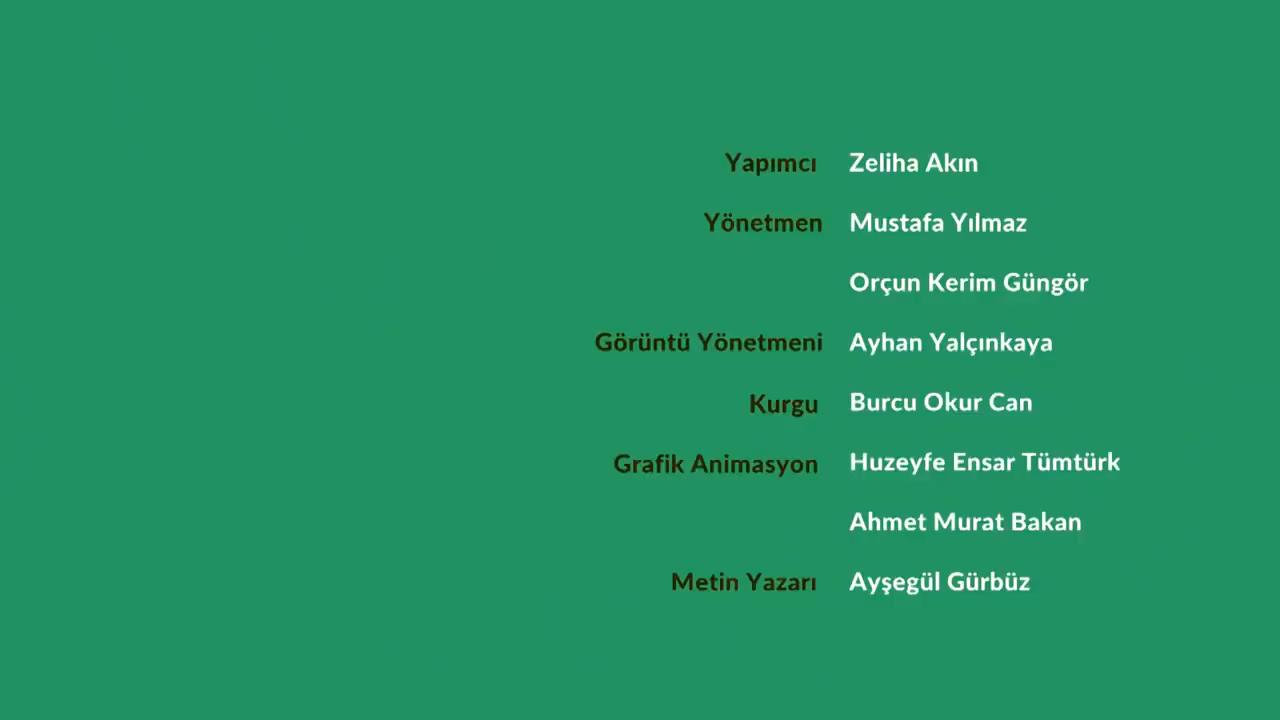 Yapımcı Zeliha Akın
Yönetmen Mustafa Yılmaz
Orçun Kerim Güngör
Görüntü Yönetmeni Ayhan Yalçınkaya
Kurgu Burcu Okur Can
Grafik Animasyon Huzeyfe Ensar Tümtürk
Ahmet Murat Bakan
Metin Yazarı Ayşegül Gürbüz